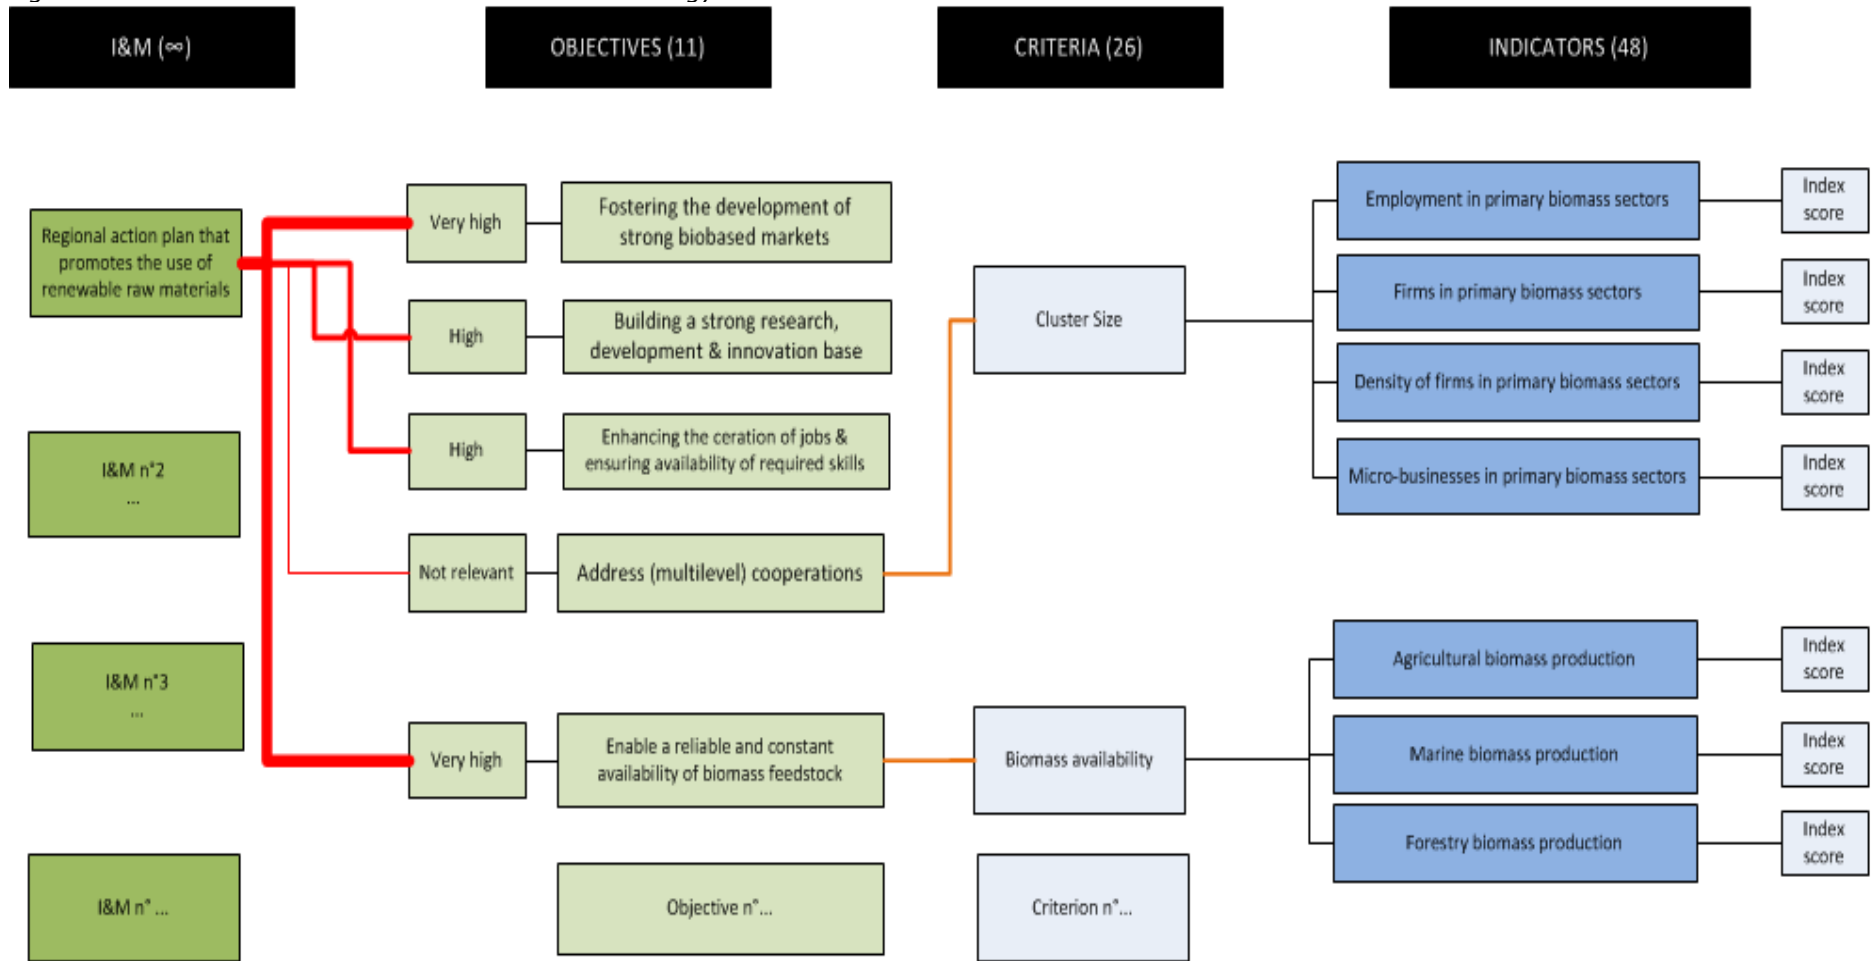 I&M (∞)
OBJECTIVES (11)
CRITERIA (26)
INDICATORS (48)
Regional action plan that
promotes the use of
renewable raw materials
I&M n°2
...
I&M n°3
...
I&M n° ...
Very high
Fostering the development of
strong biobased markets
High
Building a strong research,
development & innovation base
High
Enhancing the ceration of jobs &
ensuring availability of required skills
Not relevant
Address (multilevel) cooperations
Very high
Enable a reliable and constant
availability of biomass feedstock
Objective n°...
Cluster Size
Biomass availability
Criterion n°...
Employment in primary biomass sectors
Index
score
Firms in primary biomass sectors
Index
score
Density of firms in primary biomass sectors
Index
score
Micro-businesses in primary biomass sectors
Index
score
Agricultural biomass production
Index
score
Marine biomass production
Index
score
Forestry biomass production
Index
score